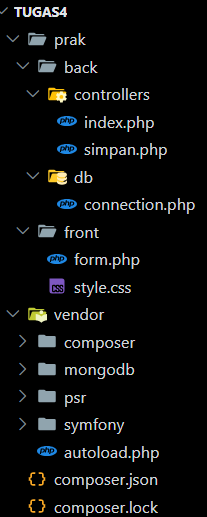 TUGAS4
prak
back
controllers
php index.php
php simpan.php
db
php connection.php
front
php form.php
CSS style.css
vendor
composer
mongodb
psr
symfony
php autoload.php
{} composer.json
{} composer.lock